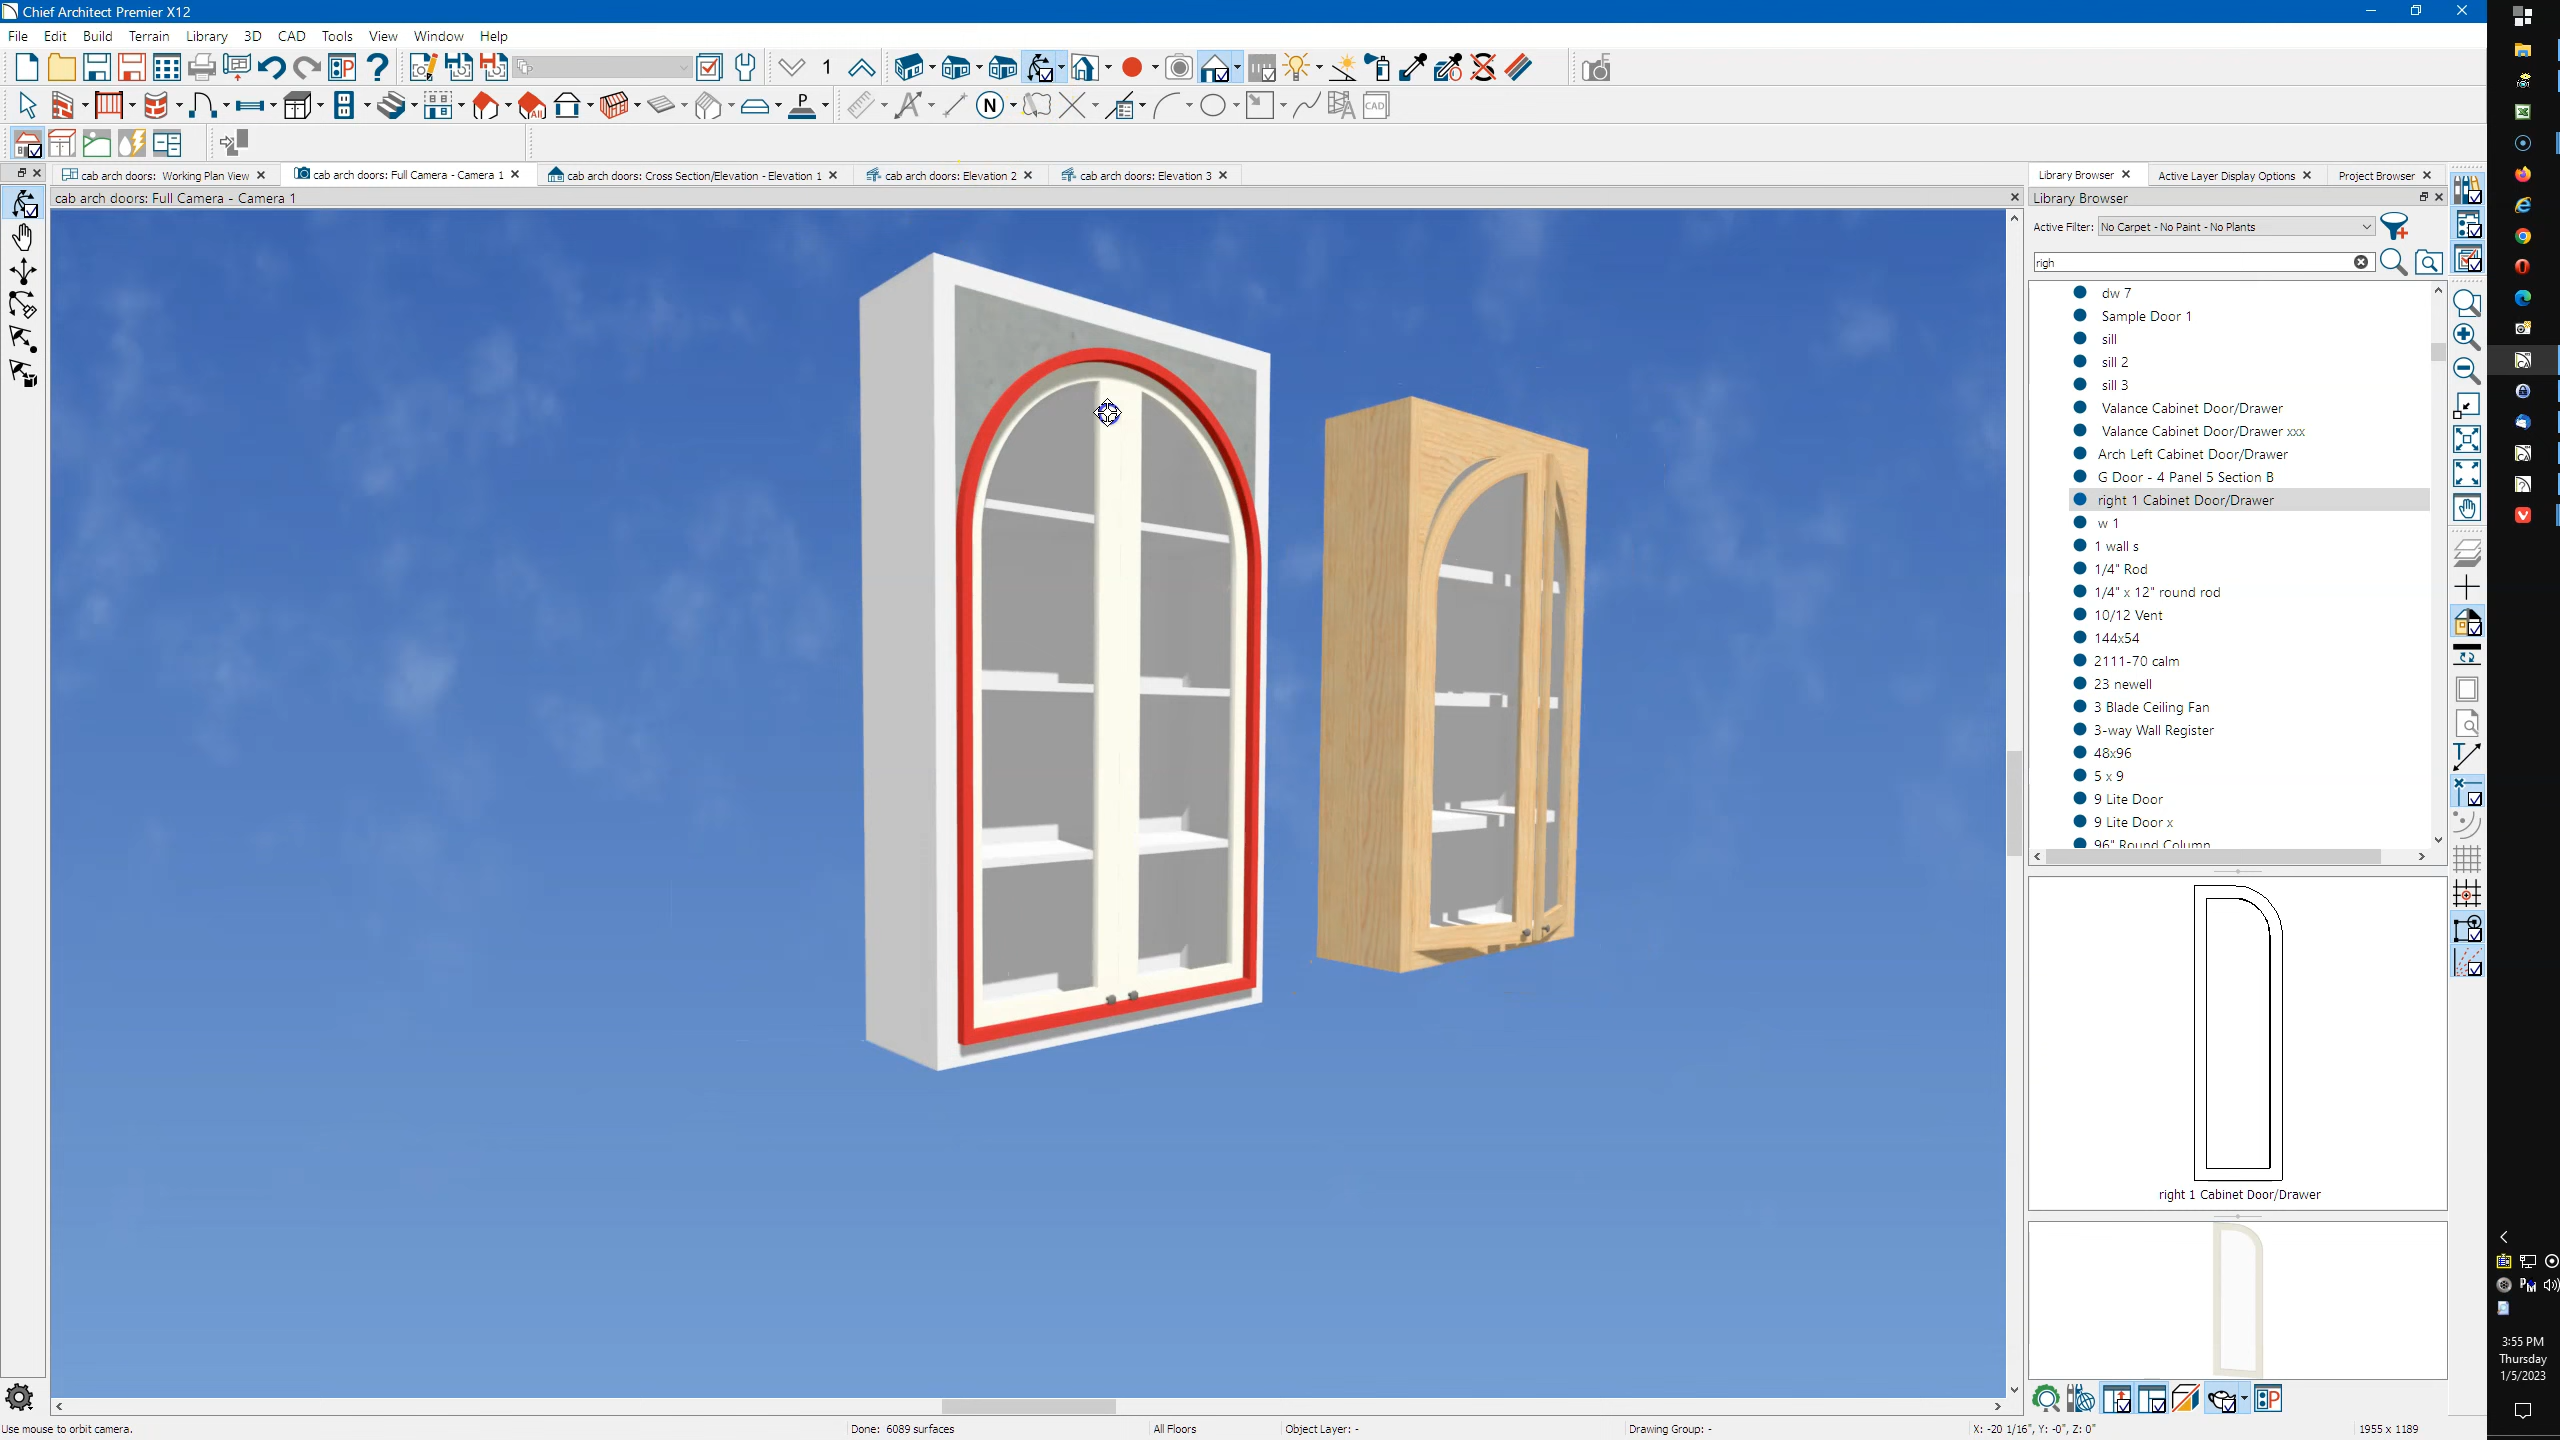 Chief Architect Premier X12
File Edit Build Terrain Library 3D CAD Tools View Window Help
1
All N P A CAD
cab arch doors: Working Plan View
cab arch doors: Full Camera - Camera 1
cab arch doors: Cross Section/Elevation - Elevation 1
cab arch doors: Elevation 2
cab arch doors: Elevation 3
Library Browser
Active Layer Display Options
Project Browser
cab arch doors: Full Camera - Camera 1
Library Browser
Active Filter: No Carpet - No Paint - No Plants
righ
dw 7
Sample Door 1
sill
sill 2
sill 3
Valance Cabinet Door/Drawer
Valance Cabinet Door/Drawer xxx
Arch Left Cabinet Door/Drawer
G Door - 4 Panel 5 Section B
right 1 Cabinet Door/Drawer
w 1
1 wall s
1/4" Rod
1/4" x 12" round rod
10/12 Vent
144x54
2111-70 calm
23 newell
3 Blade Ceiling Fan
3-way Wall Register
48x96
5 x 9
9 Lite Door
9 Lite Door x
96" Round Column
right 1 Cabinet Door/Drawer
3:55 PM
Thursday
1/5/2023
Use mouse to orbit camera.
Done: 6089 surfaces
All Floors
Object Layer: -
Drawing Group: -
X: -20 1/16", Y: -0", Z: 0"
1955 x 1189